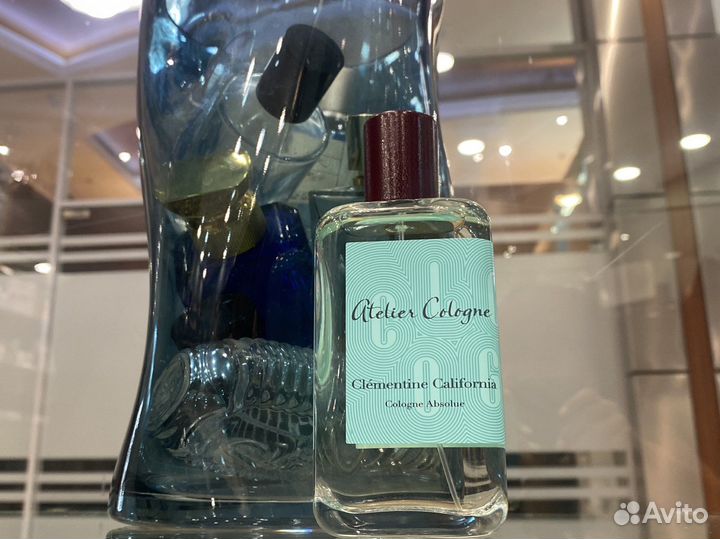 Atelier Cologne
Clémentine California
Cologne Absolue
Avito